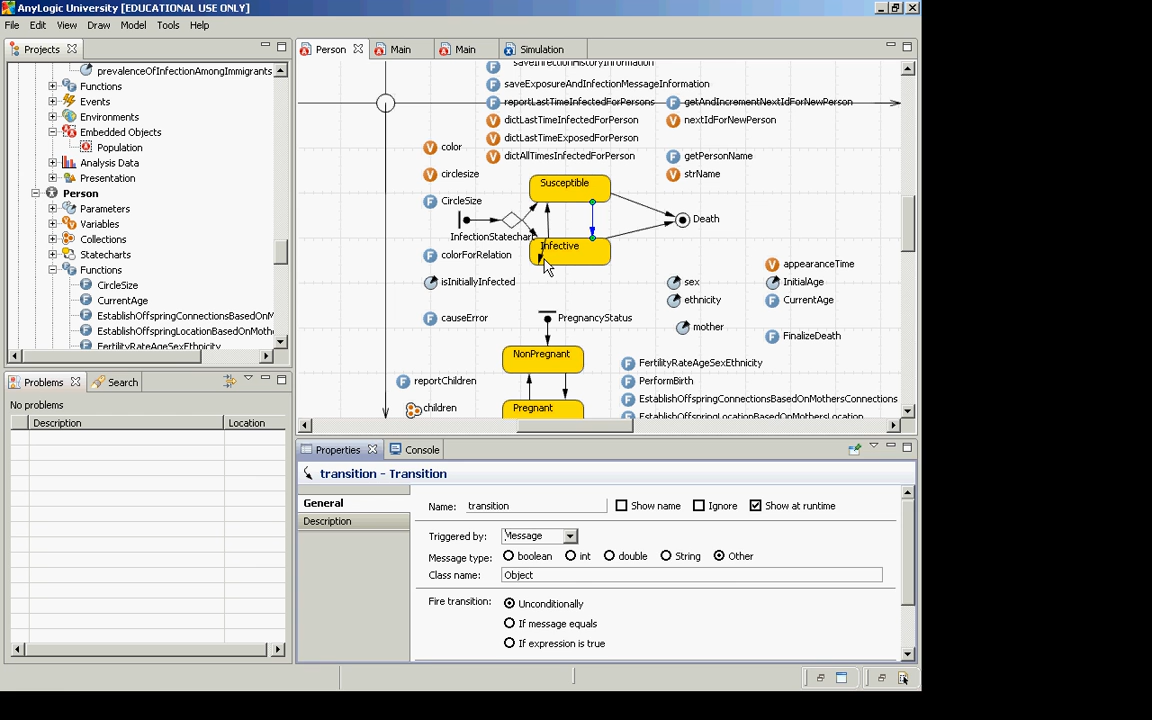 AnyLogic University [EDUCATIONAL USE ONLY]
File Edit View Draw Model Tools Help
Projects
prevalenceOfInfectionAmongImmigrants
Functions
Events
Environments
Embedded Objects
Population
Analysis Data
Presentation
Person
Parameters
Variables
Collections
Statecharts
Functions
CircleSize
CurrentAge
EstablishOffspringConnectionsBasedOnM
EstablishOffspringLocationBasedOnMothe
FertilityRateAgeSexEthnicity
Problems Search
No problems
Description Location
Person Main Main Simulation
saveInfectionHistoryInformation
saveExposureAndInfectionMessageInformation
reportLastTimeInfectedForPersons getAndIncrementNextIdForNewPerson
dictLastTimeInfectedForPerson nextIdForNewPerson
dictLastTimeExposedForPerson
color
dictAllTimesInfectedForPerson getPersonName
circlesize strName
Susceptible
CircleSize
Death
InfectionStatechart
Infective
colorForRelation appearanceTime
isInitiallyInfected sex InitialAge
ethnicity CurrentAge
causeError PregnancyStatus mother FinalizeDeath
NonPregnant
FertilityRateAgeSexEthnicity
reportChildren PerformBirth
EstablishOffspringConnectionsBasedOnMothersConnections
children Pregnant
EstablishOffspringLocationBasedOnMothersLocation
Properties Console
transition - Transition
General
Description
Name: transition Show name Ignore Show at runtime
Triggered by: Message
Message type: boolean int double String Other
Class name: Object
Fire transition: Unconditionally
If message equals
If expression is true